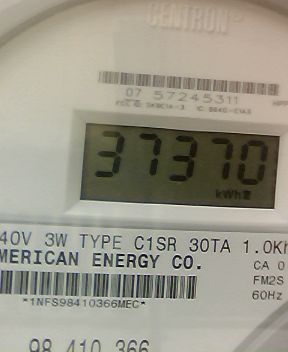 CENTRON®
07 57245311
37370
kWh
40V 3W TYPE C1SR 30TA 1.0Kh
MERICAN ENERGY CO.
CA 0
FM2S
60Hz
*1NFS98410366MEC*
98 410 366